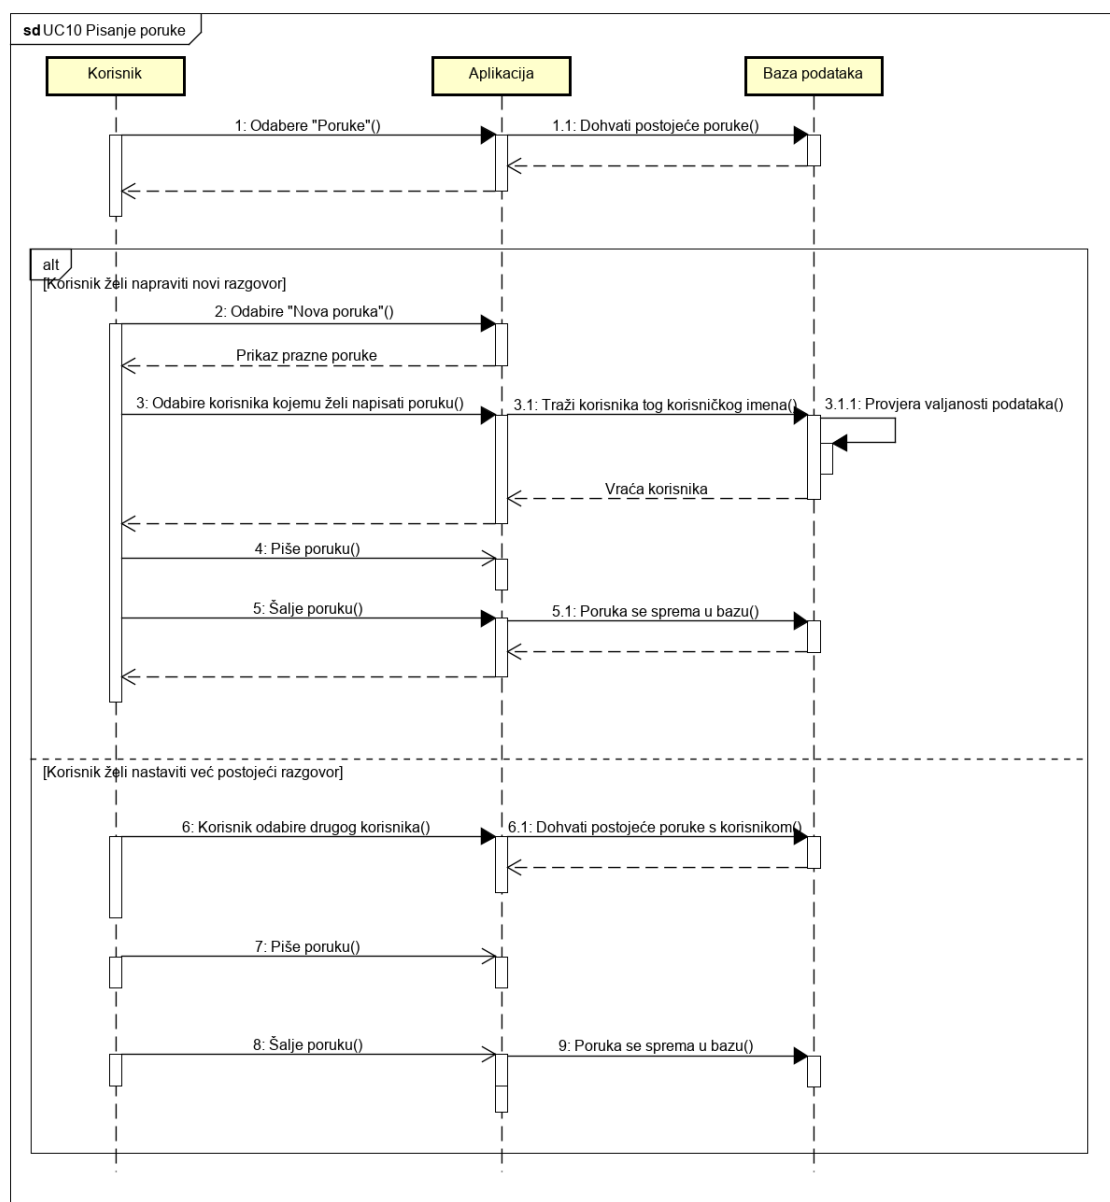 sd UC10 Pisanje poruke
Korisnik
Aplikacija
Baza podataka
1: Odabere "Poruke"()
1.1: Dohvati postojeće poruke()
alt
[Korisnik želi napraviti novi razgovor]
2: Odabire "Nova poruka"()
Prikaz prazne poruke
3: Odabire korisnika kojemu želi napisati poruku()
3.1: Traži korisnika tog korisničkog imena()
3.1.1: Provjera valjanosti podataka()
Vraća korisnika
4: Piše poruku()
5: Šalje poruku()
5.1: Poruka se sprema u bazu()
[Korisnik želi nastaviti već postojeći razgovor]
6: Korisnik odabire drugog korisnika()
6.1: Dohvati postojeće poruke s korisnikom()
7: Piše poruku()
8: Šalje poruku()
9: Poruka se sprema u bazu()